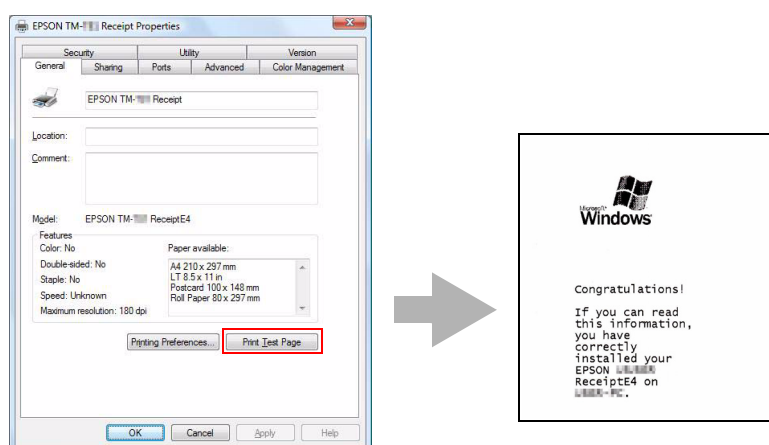 EPSON TM- Receipt Properties
Security Utility Version
General Sharing Ports Advanced Color Management
EPSON TM- Receipt
Location:
Comment:
Model: EPSON TM- ReceiptE4
Features
Color: No
Double-sided: No
Staple: No
Speed: Unknown
Maximum resolution: 180 dpi
Paper available:
A4 210 x 297 mm
LT 8.5 x 11 in
Postcard 100 x 148 mm
Roll Paper 80 x 297 mm
Printing Preferences... Print Test Page
OK Cancel Apply Help
Microsoft
Windows
Congratulations!
If you can read
this information,
you have
correctly
installed your
EPSON
ReceiptE4 on